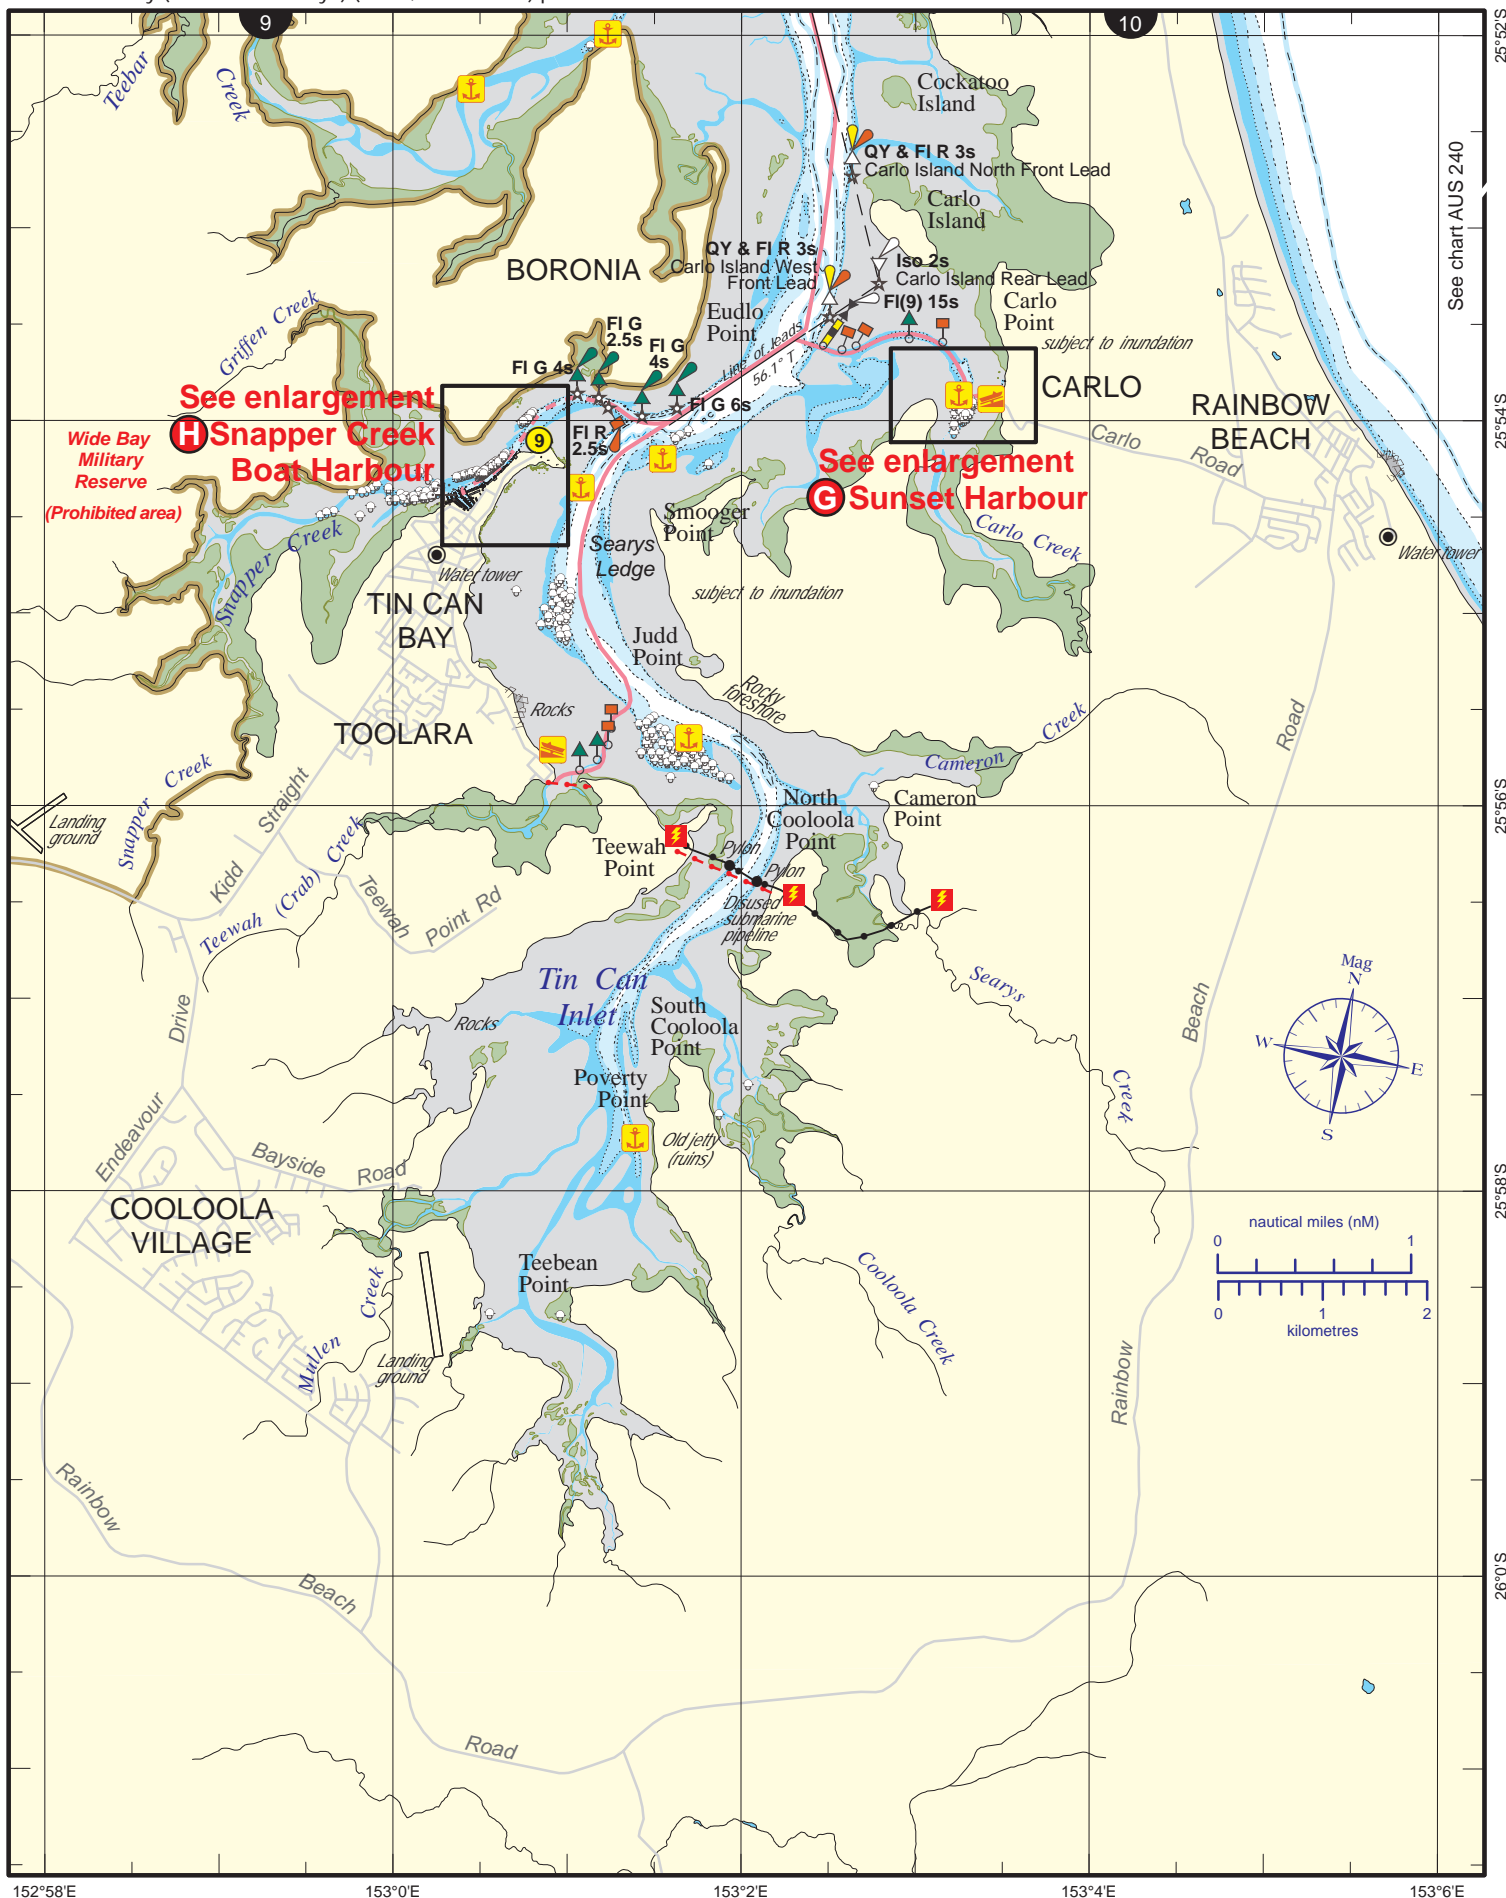 9
10
25°52'S
Teebar
Creek
Cockatoo
Island
QY & Fl R 3s
Carlo Island North Front Lead
Carlo
Island
See chart AUS 240
BORONIA
QY & Fl R 3s
Carlo Island West
Front Lead
Iso 2s
Carlo Island Rear Lead
Fl(9) 15s
Eudlo
Point
Carlo
Point
subject to inundation
Griffen Creek
Fl G
2.5s
Fl G
4s
Fl G 4s
Line of leads
56.1° T
Fl G 6s
CARLO
RAINBOW
BEACH
See enlargement
H Snapper Creek
Boat Harbour
Wide Bay
Military
Reserve
(Prohibited area)
9
Fl R
2.5s
25°54'S
Carlo
Road
See enlargement
G Sunset Harbour
Smooger
Point
Carlo Creek
Snapper Creek
Searys
Ledge
Water tower
Water tower
subject to inundation
TIN CAN
BAY
Judd
Point
Rocky
foreshore
Rocks
TOOLARA
Road
Creek
Cameron
Snapper Creek
Straight
Landing
ground
North
Cooloola
Point
Cameron
Point
25°56'S
Teewah
Point
Pylon
Pylon
Kidd
Teewah (Crab) Creek
Teewah
Point Rd
Disused
submarine
pipeline
Tin Can
Inlet
Searys
Creek
Mag
N
W
E
S
Beach
Drive
Rocks
South
Cooloola
Point
Poverty
Point
Old jetty
(ruins)
Endeavour
Bayside
Road
25°58'S
COOLOOLA
VILLAGE
nautical miles (nM)
0
1
0
1
2
kilometres
Teebean
Point
Cooloola Creek
Creek
Mullen
Landing
ground
Rainbow
Rainbow
Beach
26°0'S
Road
152°58'E
153°0'E
153°2'E
153°4'E
153°6'E